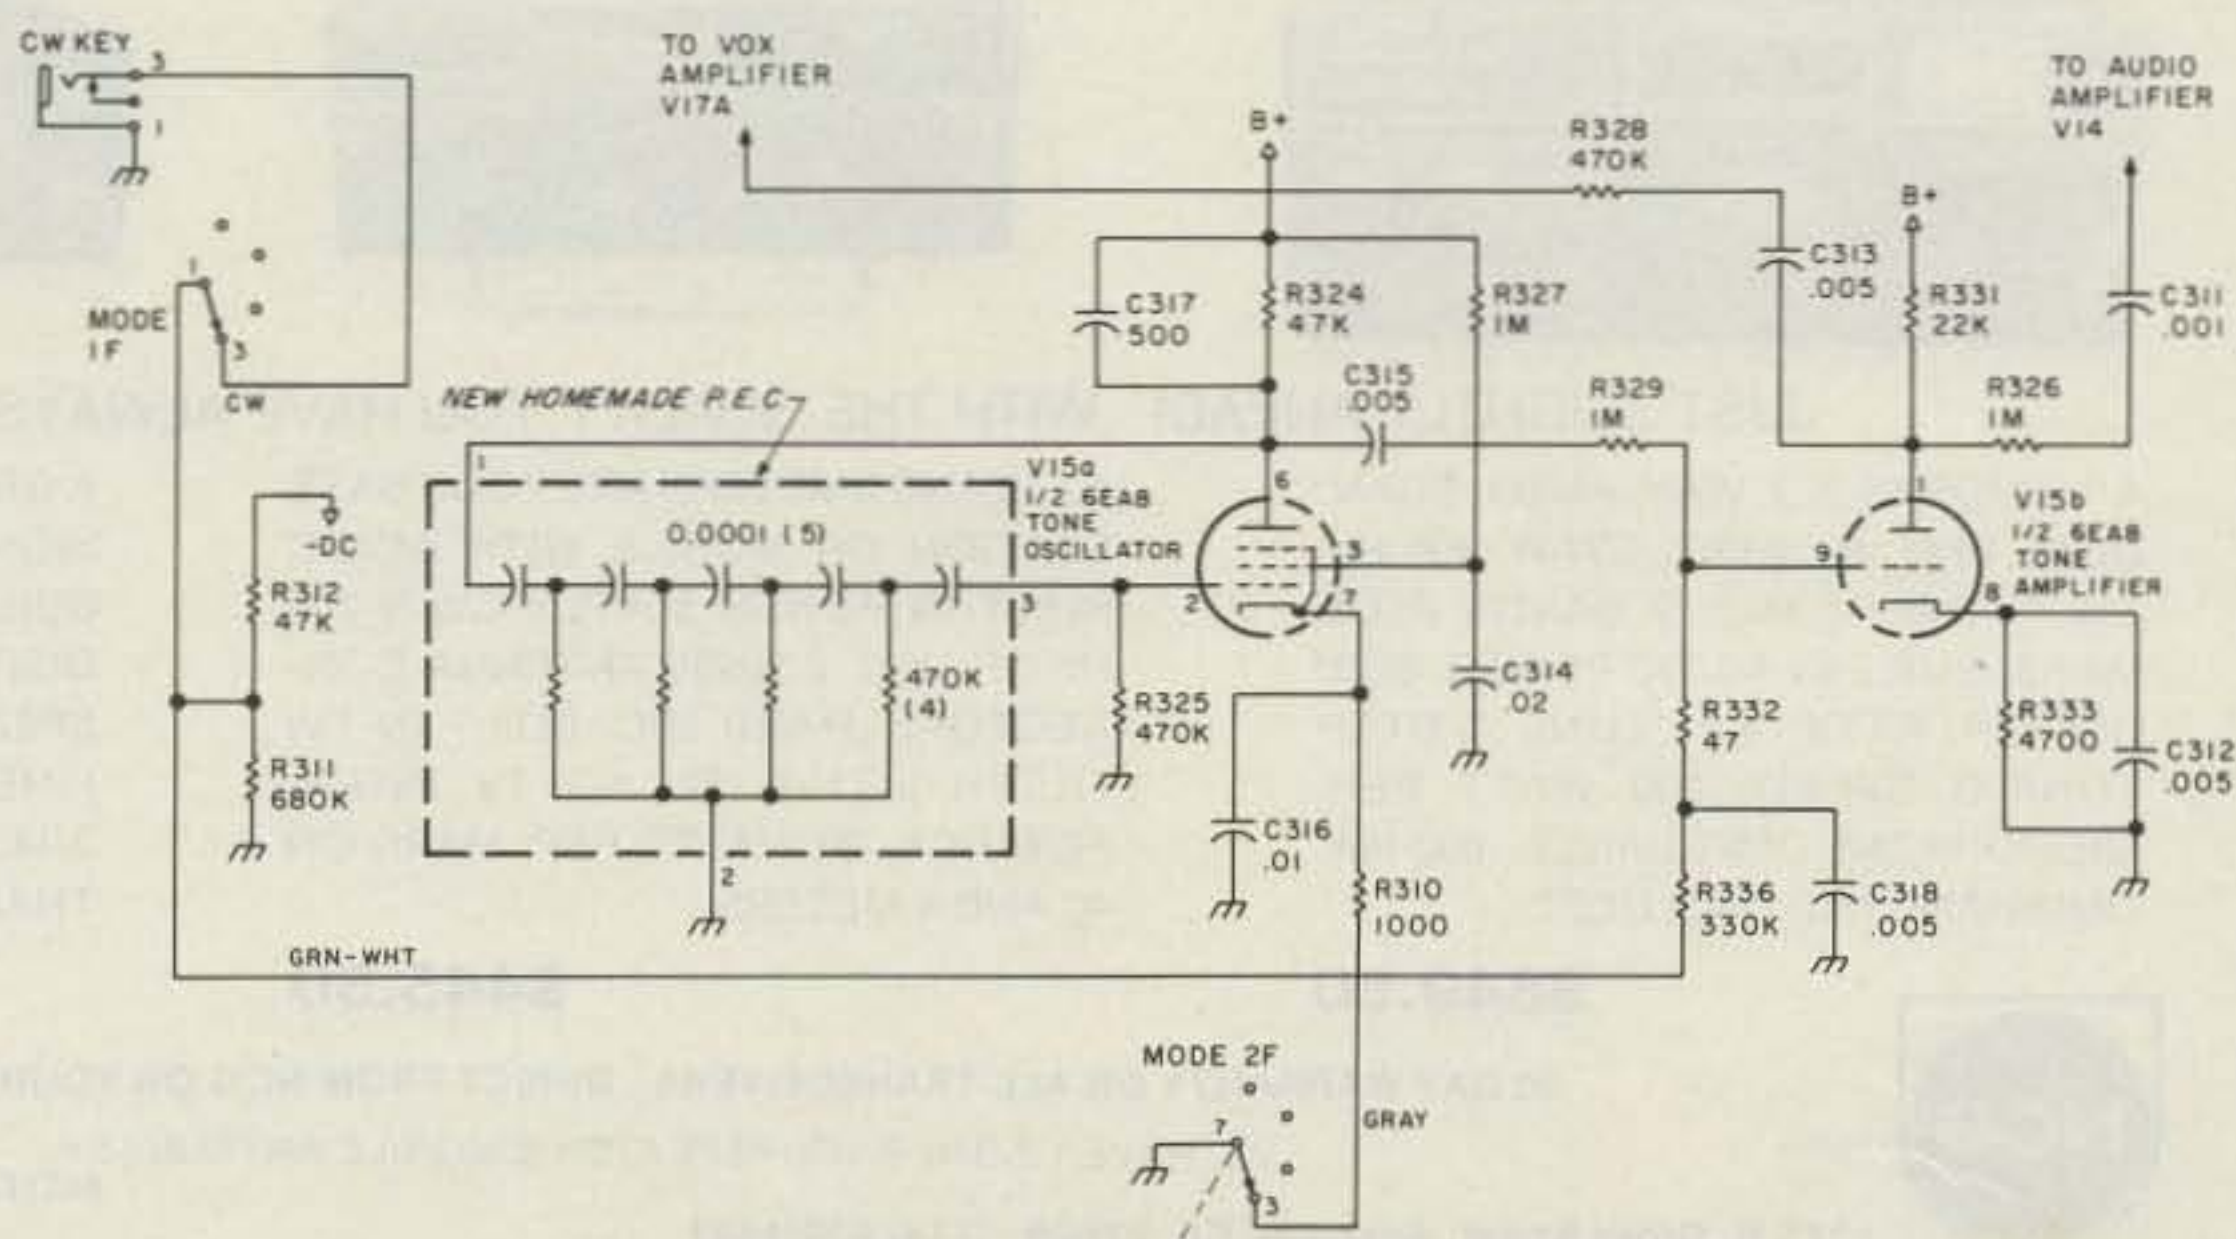 CW KEY
3
1
TO VOX
AMPLIFIER
V17A
B+
R328
470K
TO AUDIO
AMPLIFIER
V14
B+
C313
.005
R331
22K
C311
.001
1
MODE
1F
3
CW
C317
500
R324
47K
R327
1M
C315
.005
R329
1M
R326
1M
NEW HOMEMADE P.E.C.
1
0.0001 (5)
470K
(4)
3
2
V15a
1/2 6EA8
TONE
OSCILLATOR
6
3
2
7
V15b
1/2 6EA8
TONE
AMPLIFIER
1
9
8
-DC
R312
47K
R311
680K
R325
470K
C314
.02
R332
47
R333
4700
C312
.005
C316
.01
R310
1000
R336
330K
C318
.005
GRN-WHT
MODE 2F
7
3
GRAY